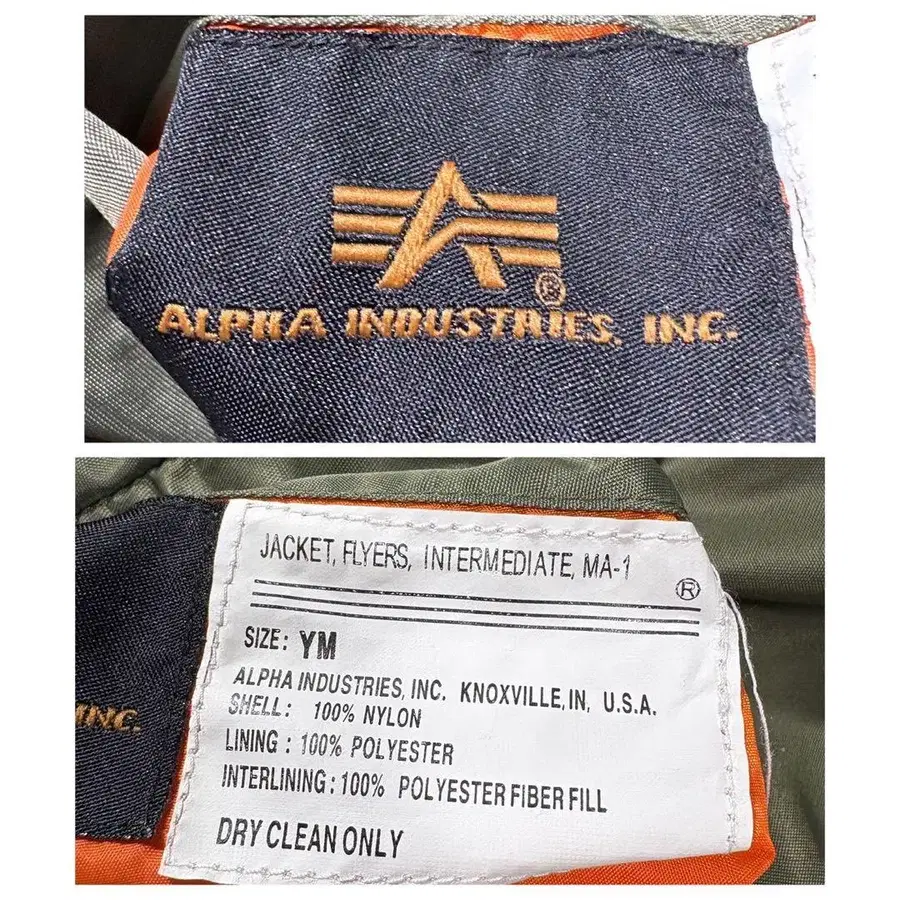 ®
ALPHA INDUSTRIES, INC.
JACKET, FLYERS, INTERMEDIATE, MA-1
®
SIZE: YM
ALPHA INDUSTRIES, INC. KNOXVILLE, IN, U.S.A.
SHELL: 100% NYLON
INC.
LINING : 100% POLYESTER
INTERLINING : 100% POLYESTER FIBER FILL
DRY CLEAN ONLY